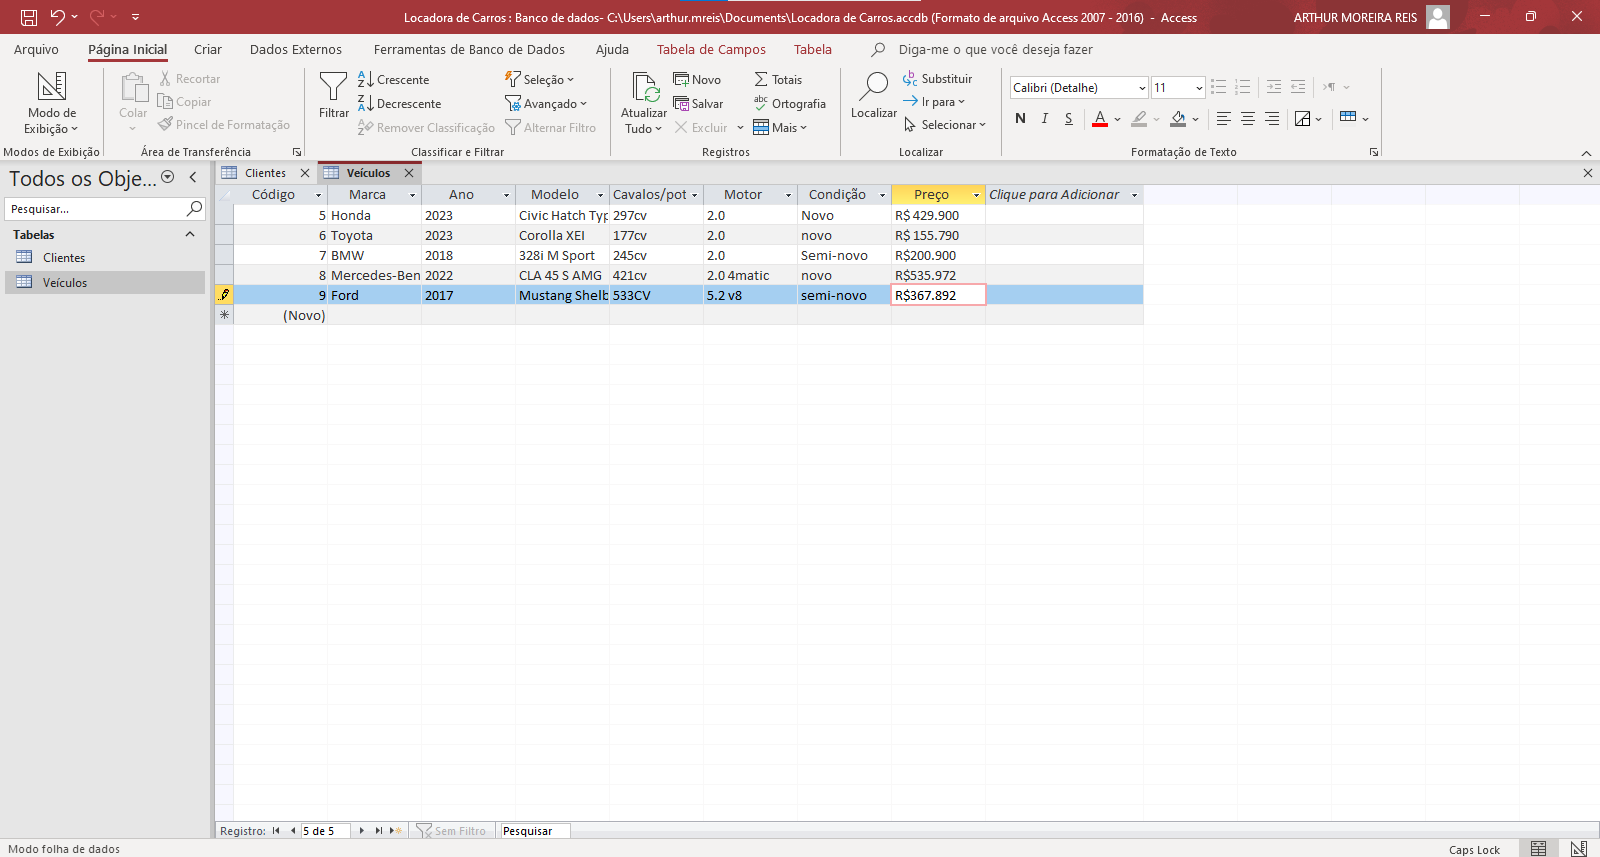 Locadora de Carros : Banco de dados- C:\Users\arthur.mreis\Documents\Locadora de Carros.accdb (Formato de arquivo Access 2007 - 2016)  -  Access
ARTHUR MOREIRA REIS
Arquivo Página Inicial Criar Dados Externos Ferramentas de Banco de Dados Ajuda Tabela de Campos Tabela Diga-me o que você deseja fazer
Modo de Exibição
Modos de Exibição
Colar
Recortar
Copiar
Pincel de Formatação
Área de Transferência
Filtrar
Crescente
Decrescente
Remover Classificação
Seleção
Avançado
Alternar Filtro
Classificar e Filtrar
Atualizar Tudo
Novo
Salvar
Excluir
Totais
Ortografia
Mais
Registros
Localizar
Substituir
Ir para
Selecionar
Localizar
Calibri (Detalhe) 11
N I S
Formatação de Texto
Todos os Obje...
Pesquisar...
Tabelas
Clientes
Veículos
Clientes Veículos
Código Marca Ano Modelo Cavalos/pot Motor Condição Preço Clique para Adicionar
5 Honda 2023 Civic Hatch Typ 297cv 2.0 Novo R$ 429.900
6 Toyota 2023 Corolla XEI 177cv 2.0 novo R$ 155.790
7 BMW 2018 328i M Sport 245cv 2.0 Semi-novo R$200.900
8 Mercedes-Ben 2022 CLA 45 S AMG 421cv 2.0 4matic novo R$535.972
9 Ford 2017 Mustang Shelb 533CV 5.2 v8 semi-novo R$367.892
(Novo)
Registro: 5 de 5 Sem Filtro Pesquisar
Modo folha de dados
Caps Lock